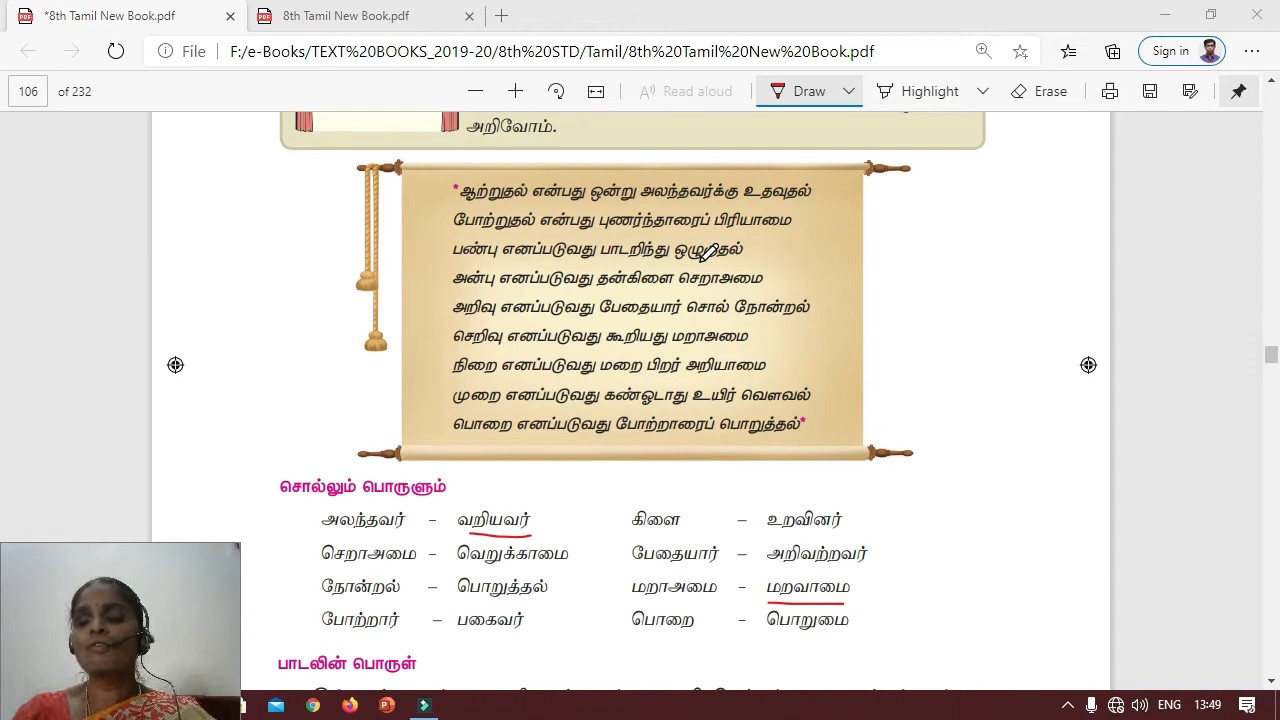 *8th Tamil New Book.pdf
8th Tamil New Book.pdf
File F:/e-Books/TEXT%20BOOKS_2019-20/8th%20STD/Tamil/8th%20Tamil%20New%20Book.pdf
Sign in
106 of 232
Read aloud
Draw
Highlight
Erase
அறிவோம்.
*ஆற்றுதல் என்பது ஒன்று அலந்தவர்க்கு உதவுதல்
போற்றுதல் என்பது புணர்ந்தாரைப் பிரியாமை
பண்பு எனப்படுவது பாடறிந்து ஒழுகுதல்
அன்பு எனப்படுவது தன்கிளை செறாஅமை
அறிவு எனப்படுவது பேதையார் சொல் நோன்றல்
செறிவு எனப்படுவது கூறியது மறாஅமை
நிறை எனப்படுவது மறை பிறர் அறியாமை
முறை எனப்படுவது கண்ஓடாது உயிர் வௌவல்
பொறை எனப்படுவது போற்றாரைப் பொறுத்தல்*
சொல்லும் பொருளும்
அலந்தவர் – வறியவர் கிளை – உறவினர்
செறாஅமை – வெறுக்காமை பேதையார் – அறிவற்றவர்
நோன்றல் – பொறுத்தல் மறாஅமை – மறவாமை
போற்றார் – பகைவர் பொறை – பொறுமை
பாடலின் பொருள்
ENG 13:49